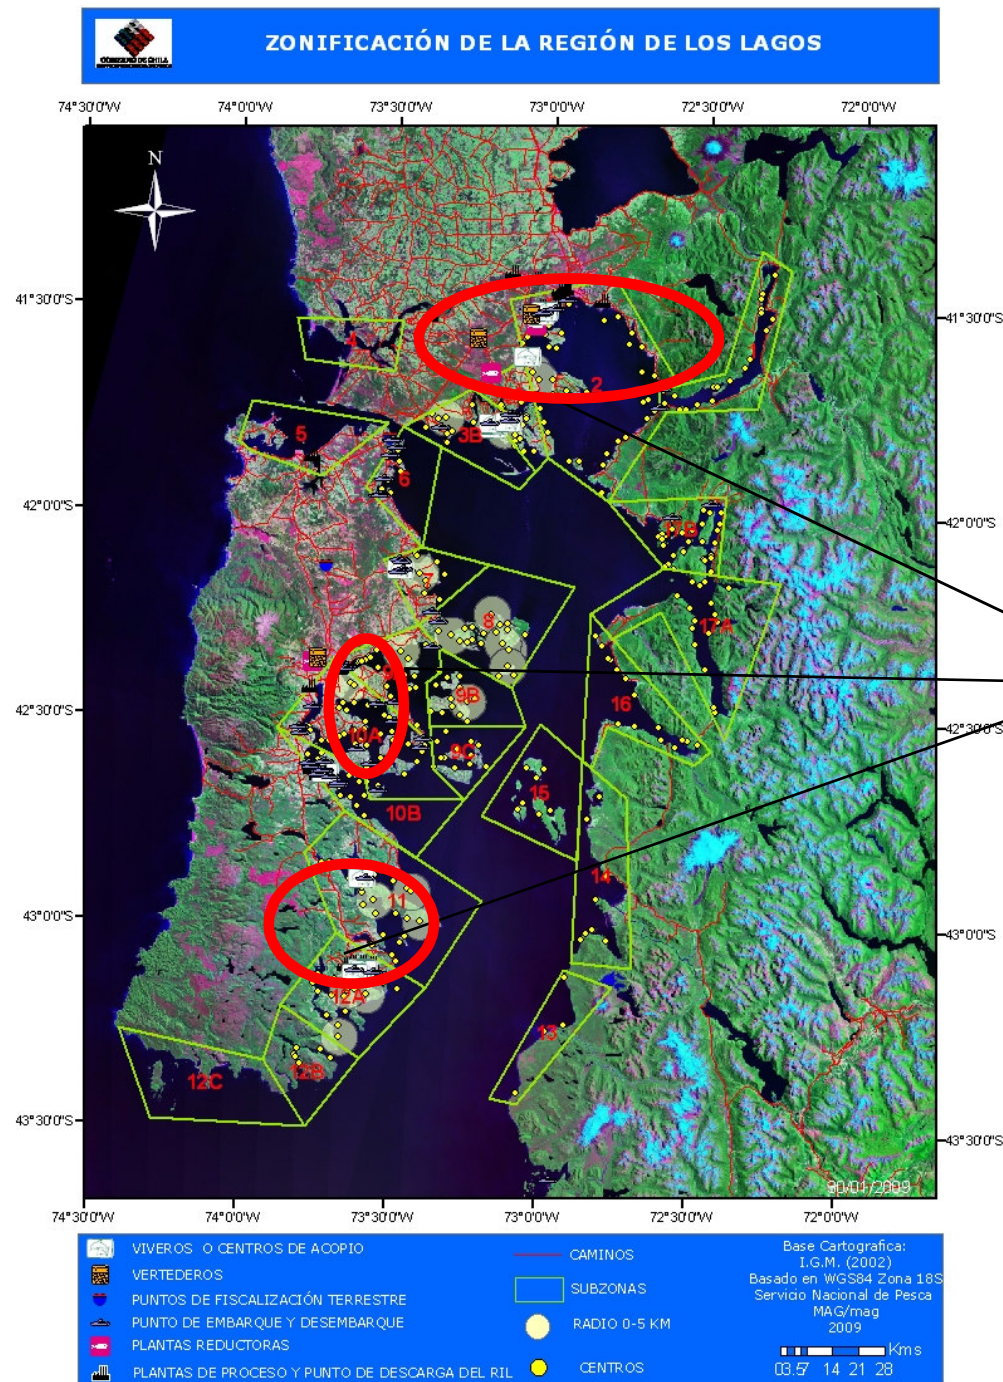 ZONIFICACIÓN DE LA REGIÓN DE LOS LAGOS
GOBIERNO DE CHILE
74°30'0"W 74°0'0"W 73°30'0"W 73°0'0"W 72°30'0"W 72°0'0"W
N
41°30'0"S 41°30'0"S
2
3B
5
6
42°0'0"S 42°0'0"S
17B
7
8
17A
9B
16
42°30'0"S 42°30'0"S
10A
9C
15
10B
14
11
43°0'0"S 43°0'0"S
12A
13
12B
12C
43°30'0"S 43°30'0"S
30/01/2009
74°30'0"W 74°0'0"W 73°30'0"W 73°0'0"W 72°30'0"W 72°0'0"W
VIVEROS O CENTROS DE ACOPIO
VERTEDEROS
PUNTOS DE FISCALIZACIÓN TERRESTRE
PUNTO DE EMBARQUE Y DESEMBARQUE
PLANTAS REDUCTORAS
PLANTAS DE PROCESO Y PUNTO DE DESCARGA DEL RIL
CAMINOS
SUBZONAS
RADIO 0-5 KM
CENTROS
Base Cartografica:
I.G.M. (2002)
Basado en WGS84 Zona 18S
Servicio Nacional de Pesca
MAG/mag
2009
Kms
03.57 14 21 28